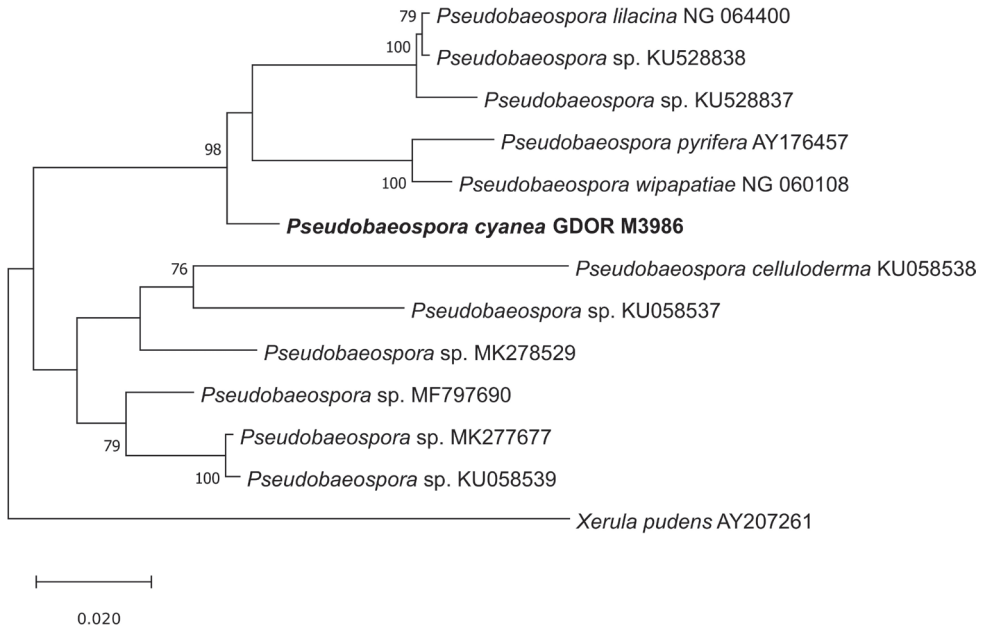 79
Pseudobaeospora lilacina NG 064400
100
Pseudobaeospora sp. KU528838
Pseudobaeospora sp. KU528837
Pseudobaeospora pyrifera AY176457
98
100
Pseudobaeospora wipapatiae NG 060108
Pseudobaeospora cyanea GDOR M3986
76
Pseudobaeospora celluloderma KU058538
Pseudobaeospora sp. KU058537
Pseudobaeospora sp. MK278529
Pseudobaeospora sp. MF797690
79
Pseudobaeospora sp. MK277677
100
Pseudobaeospora sp. KU058539
Xerula pudens AY207261
0.020